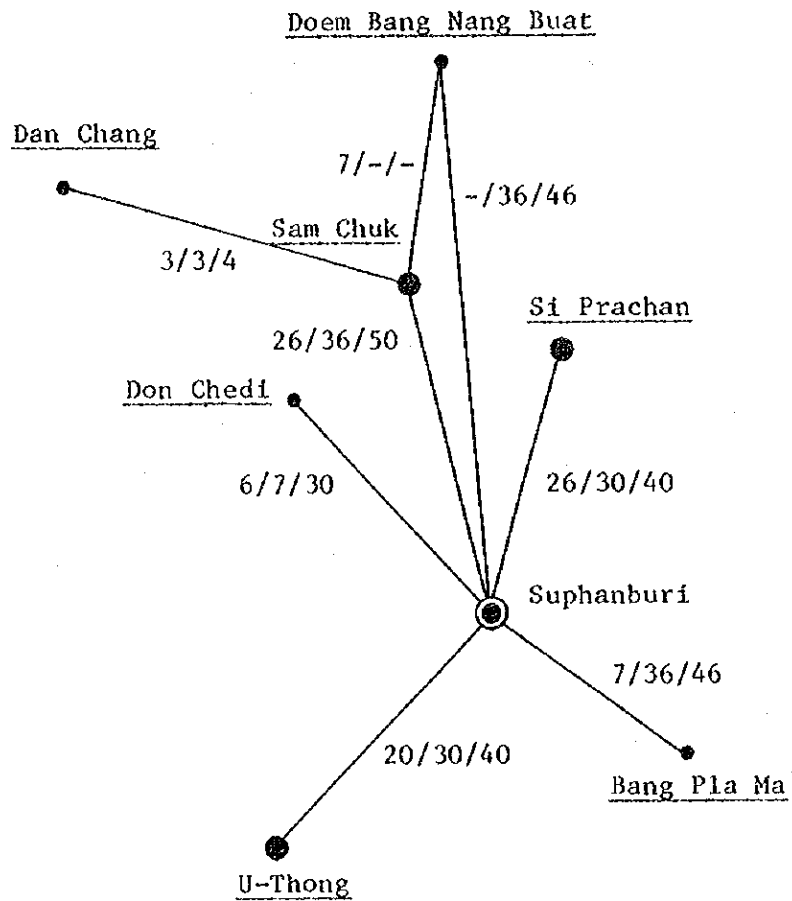 Doem Bang Nang Buat
Dan Chang
7/-/-
-/36/46
Sam Chuk
3/3/4
Si Prachan
26/36/50
Don Chedi
6/7/30
26/30/40
Suphanburi
7/36/46
20/30/40
Bang Pla Ma
U-Thong